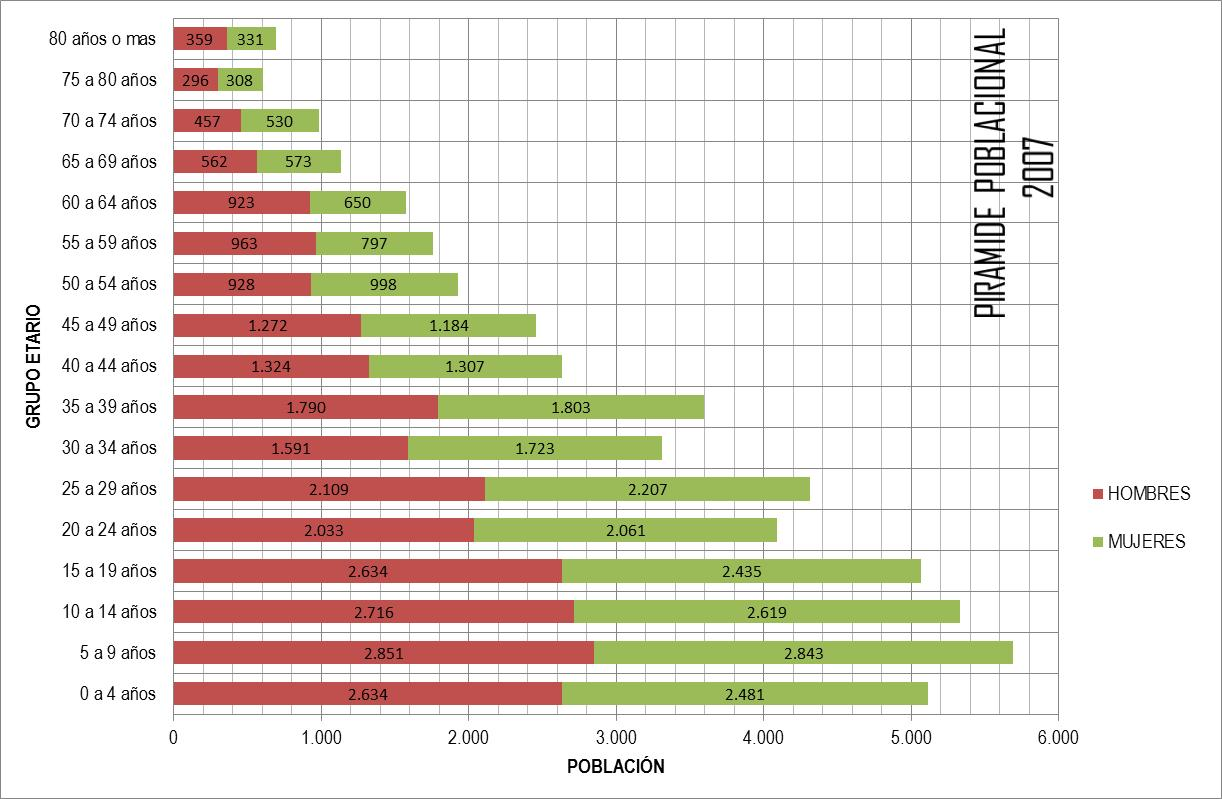 PIRAMIDE POBLACIONAL
2007
GRUPO ETARIO
80 años o mas 359 331
75 a 80 años 296 308
70 a 74 años 457 530
65 a 69 años 562 573
60 a 64 años 923 650
55 a 59 años 963 797
50 a 54 años 928 998
45 a 49 años 1.272 1.184
40 a 44 años 1.324 1.307
35 a 39 años 1.790 1.803
30 a 34 años 1.591 1.723
25 a 29 años 2.109 2.207
20 a 24 años 2.033 2.061
15 a 19 años 2.634 2.435
10 a 14 años 2.716 2.619
5 a 9 años 2.851 2.843
0 a 4 años 2.634 2.481
0 1.000 2.000 3.000 4.000 5.000 6.000
POBLACIÓN
HOMBRES
MUJERES